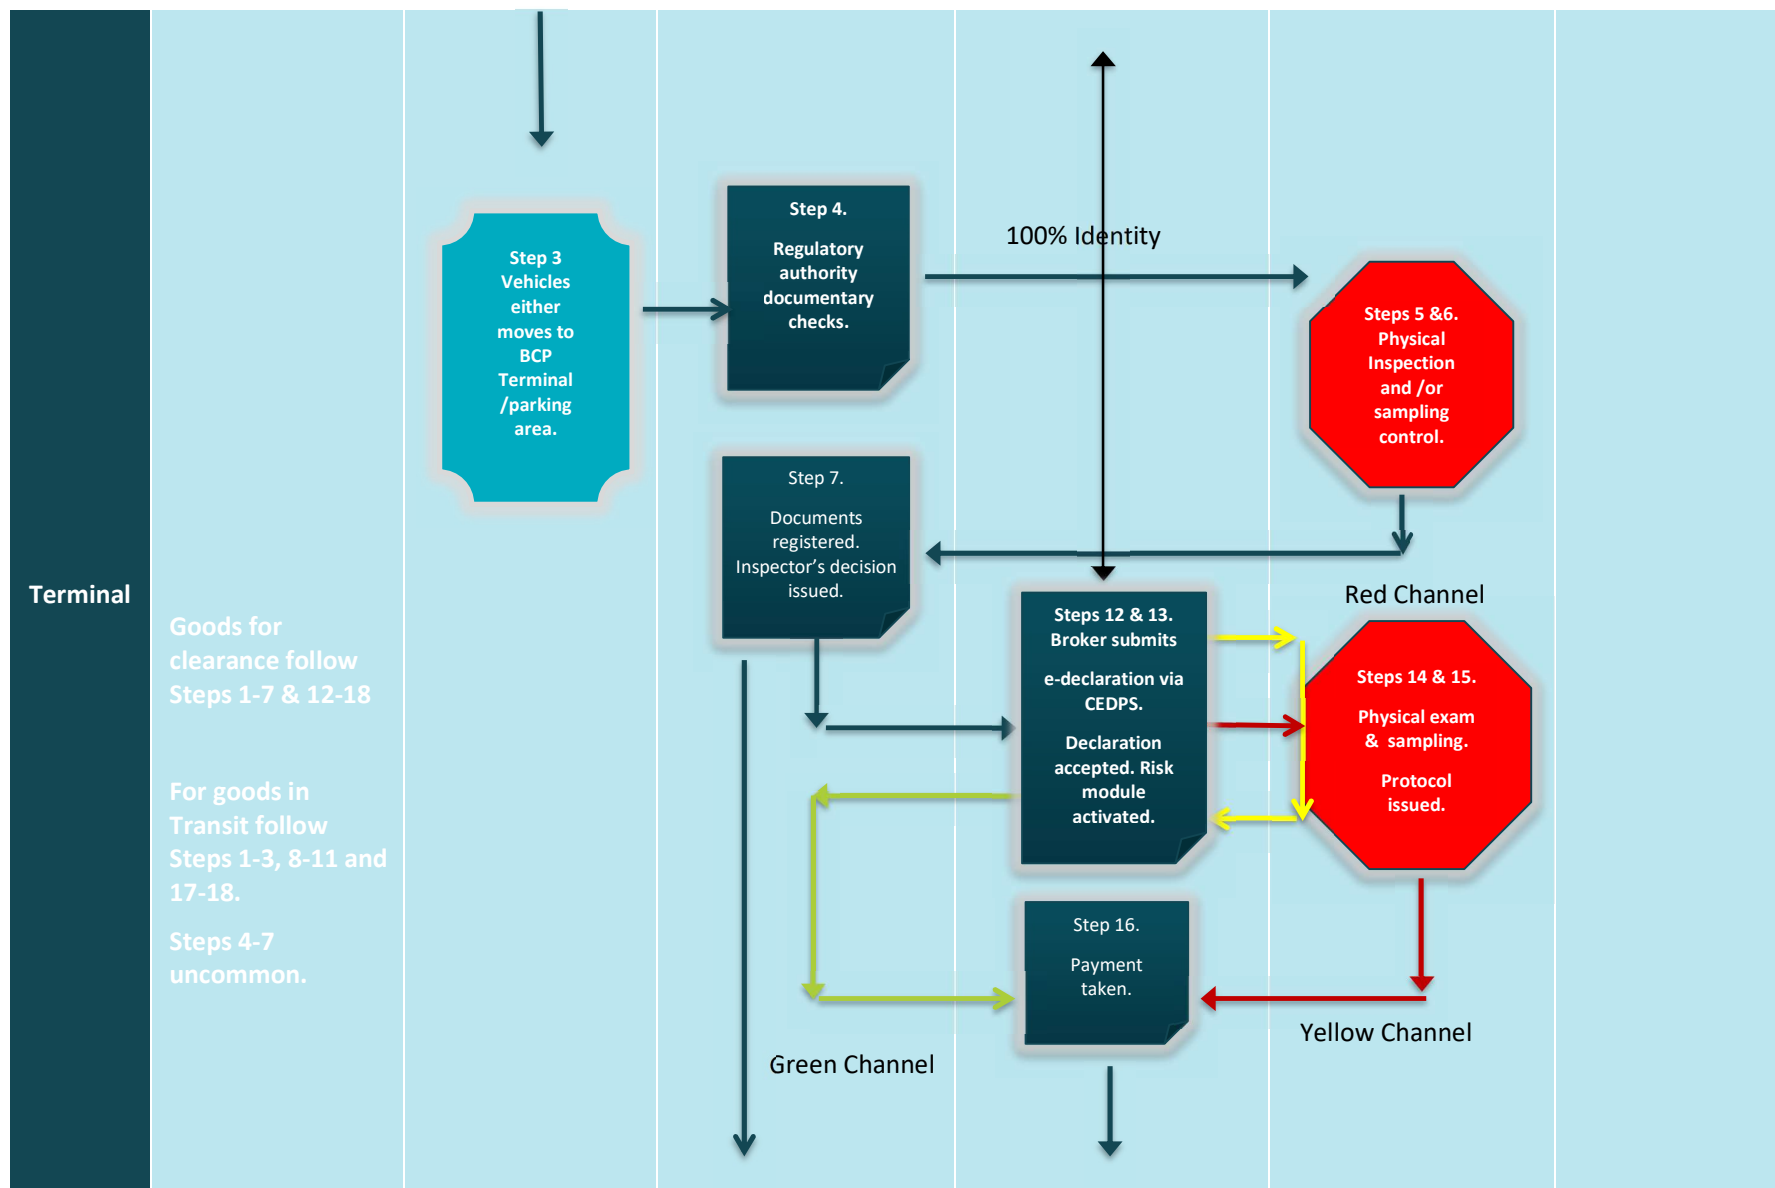 Terminal
Goods for
clearance follow
Steps 1-7 & 12-18
For goods in
Transit follow
Steps 1-3, 8-11 and
17-18.
Steps 4-7
uncommon.
Step 3
Vehicles
either
moves to
BCP
Terminal
/parking
area.
Step 4.
Regulatory
authority
documentary
checks.
100% Identity
Steps 5 &6.
Physical
Inspection
and /or
sampling
control.
Step 7.
Documents
registered.
Inspector’s decision
issued.
Steps 12 & 13.
Broker submits
e-declaration via
CEDPS.
Declaration
accepted. Risk
module
activated.
Red Channel
Steps 14 & 15.
Physical exam
& sampling.
Protocol
issued.
Step 16.
Payment
taken.
Yellow Channel
Green Channel